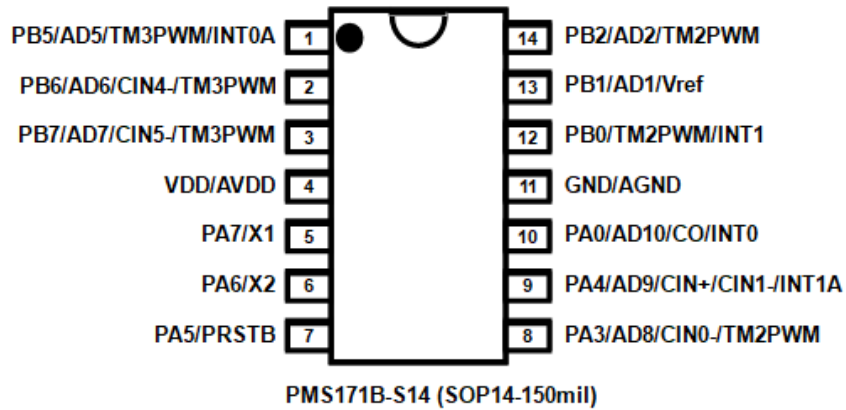 PB5/AD5/TM3PWM/INT0A 1 14 PB2/AD2/TM2PWM
PB6/AD6/CIN4-/TM3PWM 2 13 PB1/AD1/Vref
PB7/AD7/CIN5-/TM3PWM 3 12 PB0/TM2PWM/INT1
VDD/AVDD 4 11 GND/AGND
PA7/X1 5 10 PA0/AD10/CO/INT0
PA6/X2 6 9 PA4/AD9/CIN+/CIN1-/INT1A
PA5/PRSTB 7 8 PA3/AD8/CIN0-/TM2PWM
PMS171B-S14 (SOP14-150mil)